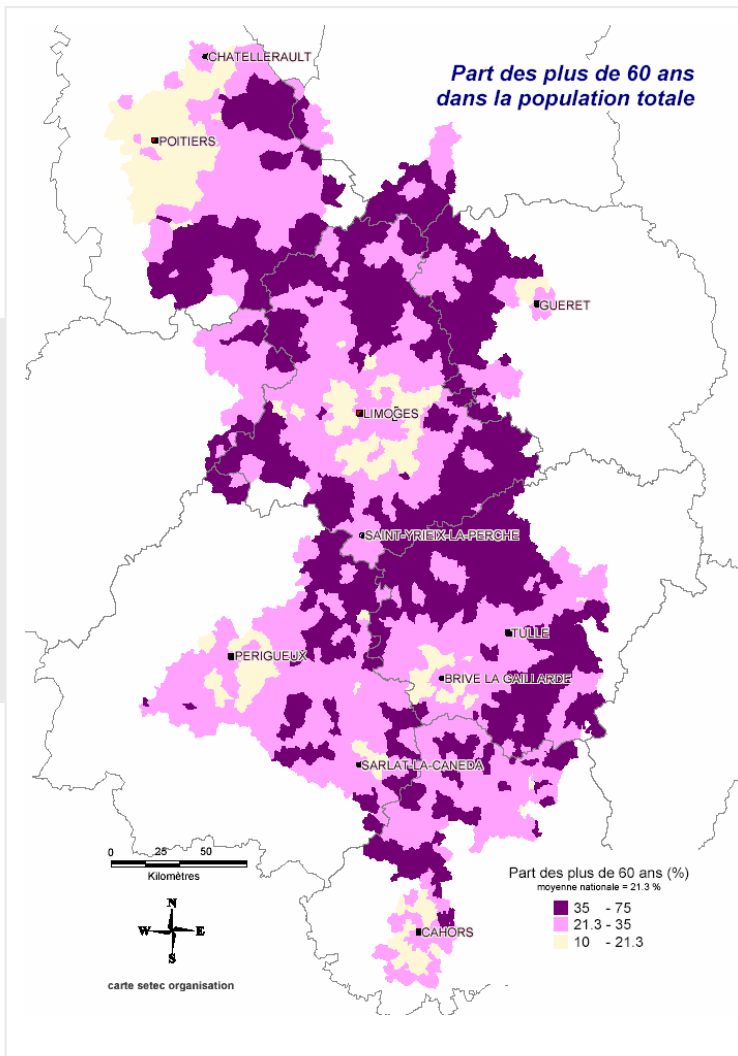 Part des plus de 60 ans
dans la population totale
CHATELLERAULT
POITIERS
GUERET
LIMOGES
SAINT-YRIEIX-LA-PERCHE
TULLE
PERIGUEUX
BRIVE LA GAILLARDE
SARLAT-LA-CANEDA
CAHORS
0 25 50
Kilomètres
N
W E
S
carte setec organisation
Part des plus de 60 ans (%)
moyenne nationale = 21.3 %
35 - 75
21.3 - 35
10 - 21.3